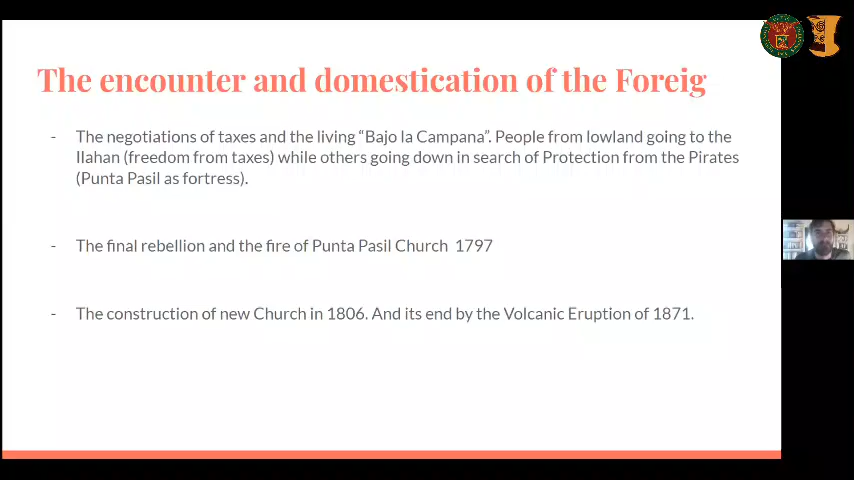 The encounter and domestication of the Foreig
- The negotiations of taxes and the living “Bajo la Campana”. People from lowland going to the
Ilahan (freedom from taxes) while others going down in search of Protection from the Pirates
(Punta Pasil as fortress).
- The final rebellion and the fire of Punta Pasil Church 1797
- The construction of new Church in 1806. And its end by the Volcanic Eruption of 1871.